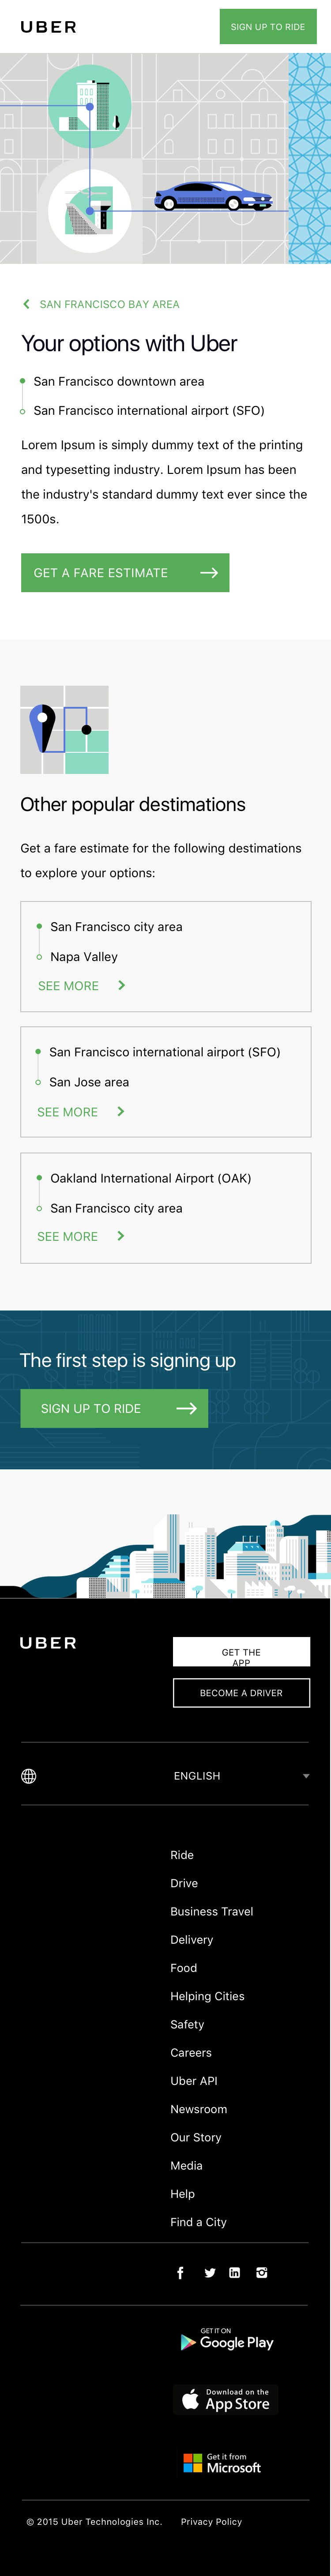 UBER
SIGN UP TO RIDE
SAN FRANCISCO BAY AREA
Your options with Uber
San Francisco downtown area
San Francisco international airport (SFO)
Lorem Ipsum is simply dummy text of the printing
and typesetting industry. Lorem Ipsum has been
the industry's standard dummy text ever since the
1500s.
GET A FARE ESTIMATE
Other popular destimations
Get a fare estimate for the following destimations
to explore your options:
San Francisco city area
Napa Valley
SEE MORE
San Francisco international airport (SFO)
San Jose area
SEE MORE
Oakland International Airport (OAK)
San Francisco city area
SEE MORE
The first step is signing up
SIGN UP TO RIDE
UBER
GET THE
APP
BECOME A DRIVER
ENGLISH
Ride
Drive
Business Travel
Delivery
Food
Helping Cities
Safety
Careers
Uber API
Newsroom
Our Story
Media
Help
Find a City
GET IT ON
Google Play
Download on the
App Store
Get it from
Microsoft
© 2015 Uber Technologies Inc. Privacy Policy